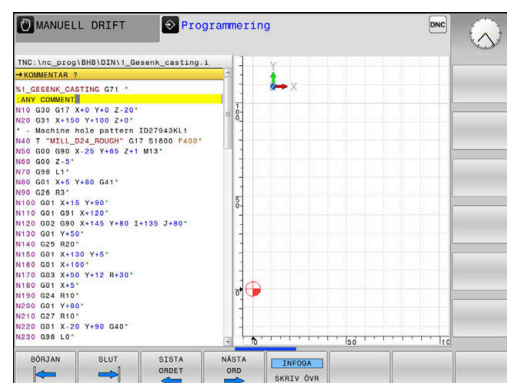 MANUELL DRIFT
Programmering
DNC
TNC:\nc_prog\BHB\DIN\1_Gesenk_casting.i
→KOMMENTAR ?
%1_GESENK_CASTING G71 *
;ANY COMMENT
N10 G30 G17 X+0 Y+0 Z-20*
N20 G31 X+150 Y+100 Z+0*
* - Machine hole pattern ID27943KL1
N40 T "MILL_D24_ROUGH" G17 S1800 F400*
N50 G00 G90 X-25 Y+65 Z+1 M13*
N60 G00 Z-5*
N70 G98 L1*
N80 G01 X+5 Y+80 G41*
N90 G26 R3*
N100 G01 X+15 Y+90*
N110 G01 G91 X+120*
N120 G02 G90 X+145 Y+80 I+135 J+80*
N130 G01 Y+50*
N140 G25 R20*
N150 G01 X+130 Y+5*
N160 G01 X+100*
N170 G03 X+50 Y+12 R+30*
N180 G01 X+5*
N190 G24 R10*
N200 G01 Y+80*
N210 G27 R10*
N220 G01 X-20 Y+90 G40*
N230 G98 L0*
Y
X
BÖRJAN
SLUT
SISTA
ORDET
NÄSTA
ORD
INFOGA
SKRIV ÖVR